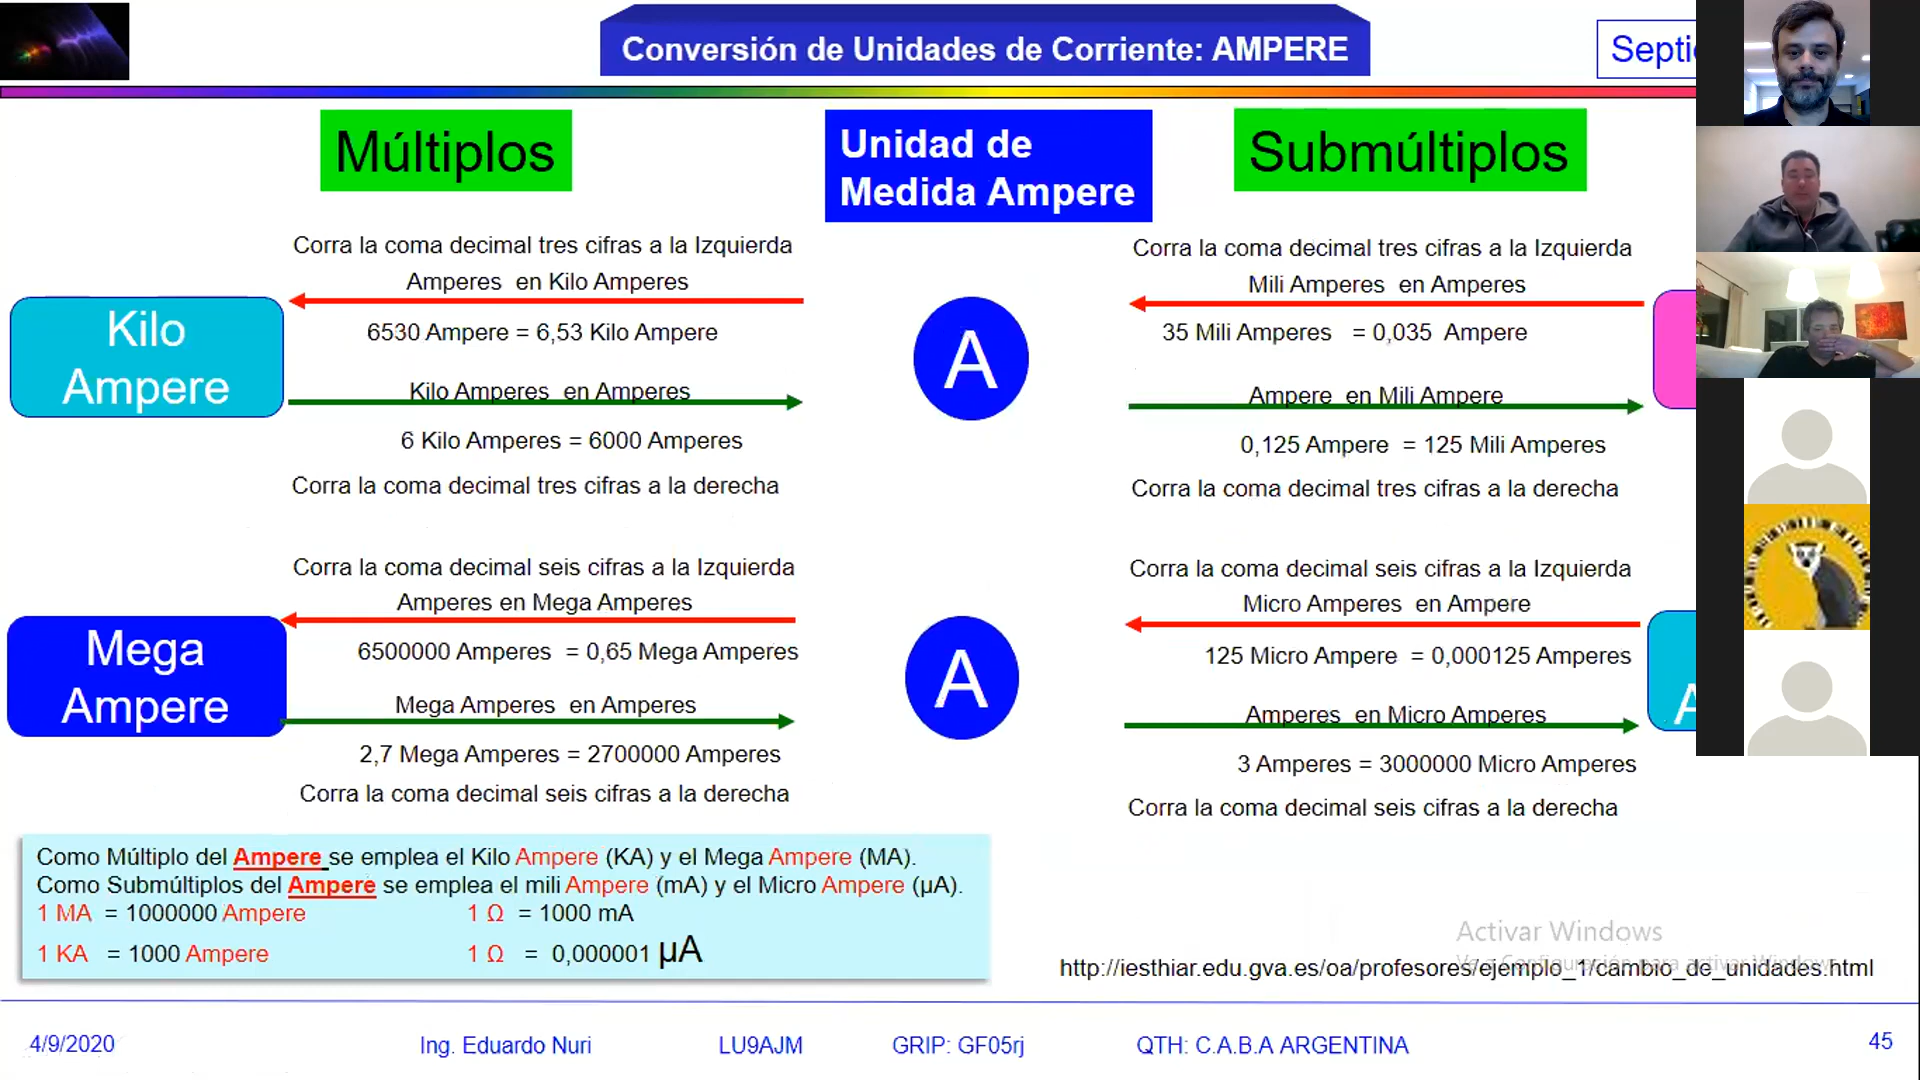 Conversión de Unidades de Corriente: AMPERE
Múltiplos
Unidad de
Medida Ampere
Submúltiplos
Corra la coma decimal tres cifras a la Izquierda
Amperes en Kilo Amperes
Kilo
Ampere
6530 Ampere = 6,53 Kilo Ampere
Kilo Amperes en Amperes
6 Kilo Amperes = 6000 Amperes
Corra la coma decimal tres cifras a la derecha
A
Corra la coma decimal tres cifras a la Izquierda
Mili Amperes en Amperes
35 Mili Amperes = 0,035 Ampere
Ampere en Mili Ampere
0,125 Ampere = 125 Mili Amperes
Corra la coma decimal tres cifras a la derecha
Corra la coma decimal seis cifras a la Izquierda
Amperes en Mega Amperes
Mega
Ampere
6500000 Amperes = 0,65 Mega Amperes
Mega Amperes en Amperes
2,7 Mega Amperes = 2700000 Amperes
Corra la coma decimal seis cifras a la derecha
A
Corra la coma decimal seis cifras a la Izquierda
Micro Amperes en Ampere
125 Micro Ampere = 0,000125 Amperes
Amperes en Micro Amperes
3 Amperes = 3000000 Micro Amperes
Corra la coma decimal seis cifras a la derecha
Como Múltiplo del Ampere se emplea el Kilo Ampere (KA) y el Mega Ampere (MA).
Como Submúltiplos del Ampere se emplea el mili Ampere (mA) y el Micro Ampere (µA).
1 MA = 1000000 Ampere 1 Ω = 1000 mA
1 KA = 1000 Ampere 1 Ω = 0,000001 µA
Activar Windows
Ve a Configuración para activar Windows.
http://iesthiar.edu.gva.es/oa/profesores/ejemplo_1/cambio_de_unidades.html
4/9/2020 Ing. Eduardo Nuri LU9AJM GRIP: GF05rj QTH: C.A.B.A ARGENTINA 45